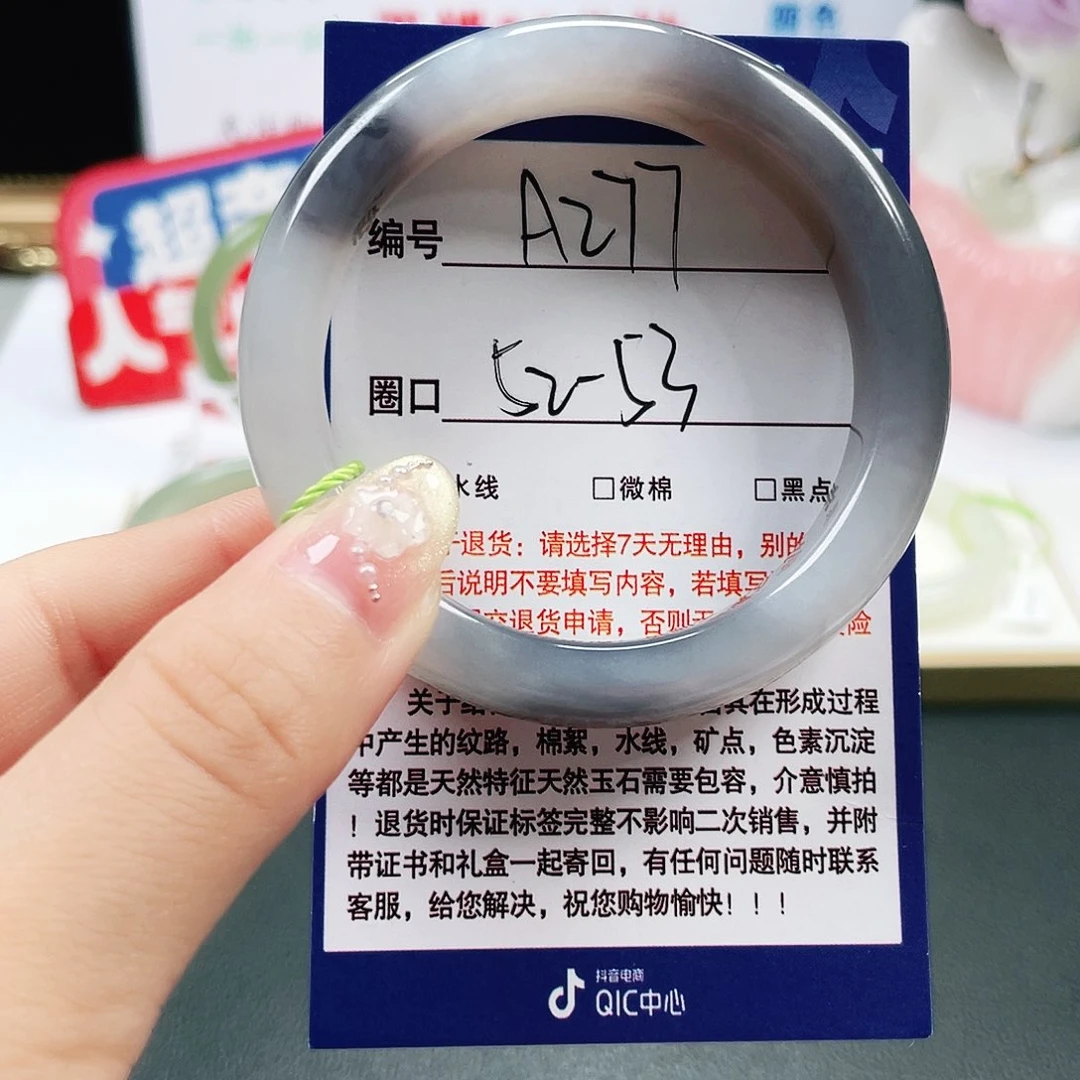 超
人气
编号 A277
圈口 52-53
水线 □微棉 □黑点
退货：请选择7天无理由，别的
后说明不要填写内容，若填写
退货申请，否则无 险
关于 在形成过程
中产生的纹路，棉絮，水线，矿点，色素沉淀
等都是天然特征天然玉石需要包容，介意慎拍
！退货时保证标签完整不影响二次销售，并附
带证书和礼盒一起寄回，有任何问题随时联系
客服，给您解决，祝您购物愉快！！！
抖音电商
QIC中心